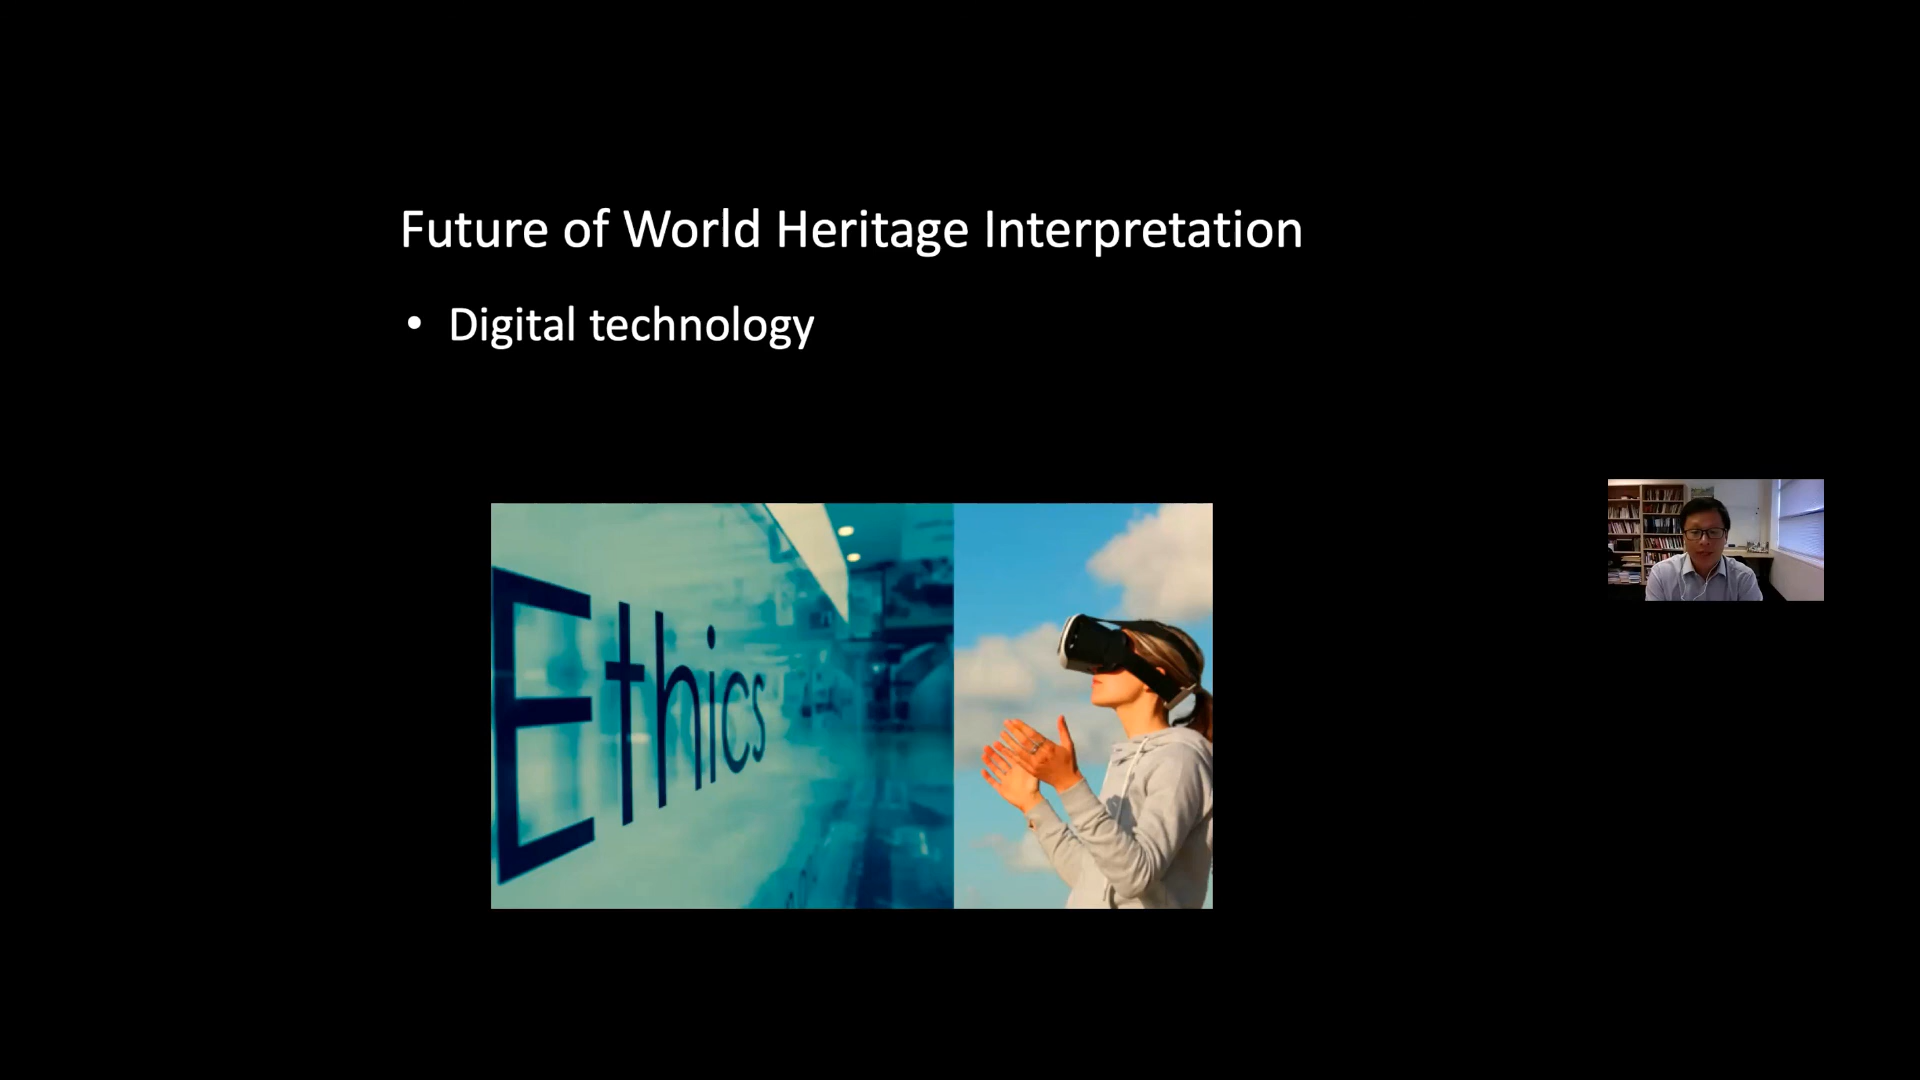 Future of World Heritage Interpretation
• Digital technology
Ethics